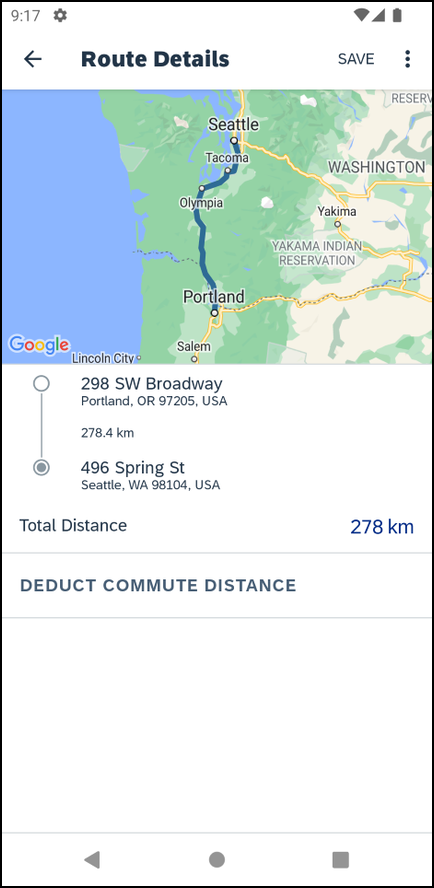 9:17
Route Details
SAVE
RESERV
Seattle
Tacoma
WASHINGTON
Olympia
Yakima
YAKAMA INDIAN
RESERVATION
Portland
Salem
Google
Lincoln City
298 SW Broadway
Portland, OR 97205, USA
278.4 km
496 Spring St
Seattle, WA 98104, USA
Total Distance
278 km
DEDUCT COMMUTE DISTANCE